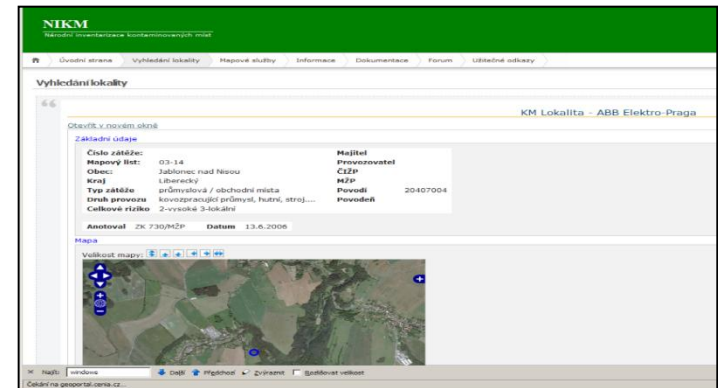 NIKM
Národní inventarizace kontaminovaných míst
Úvodní strana Vyhledání lokality Mapové služby Informace Dokumentace Forum Užitečné odkazy
Vyhledání lokality
KM Lokalita - ABB Elektro-Praga
Otevřít v novém okně
Základní údaje
Číslo zátěže: Majitel
Mapový list: 03-14 Provozovatel
Obec: Jablonec nad Nisou ČIŽP
Kraj Liberecký MŽP
Typ zátěže průmyslová / obchodní místa Povodí 20407004
Druh provozu kovozpracující průmysl, hutní, stroj.... Povodeň
Celkové riziko 2-vysoké 3-lokální
Anotoval ZK 730/MŽP Datum 13.6.2006
Mapa
Velikost mapy:
Najít: windows Další Předchozí Zvýraznit Rozlišovat velikost
Čekání na geoportal.cenia.cz...